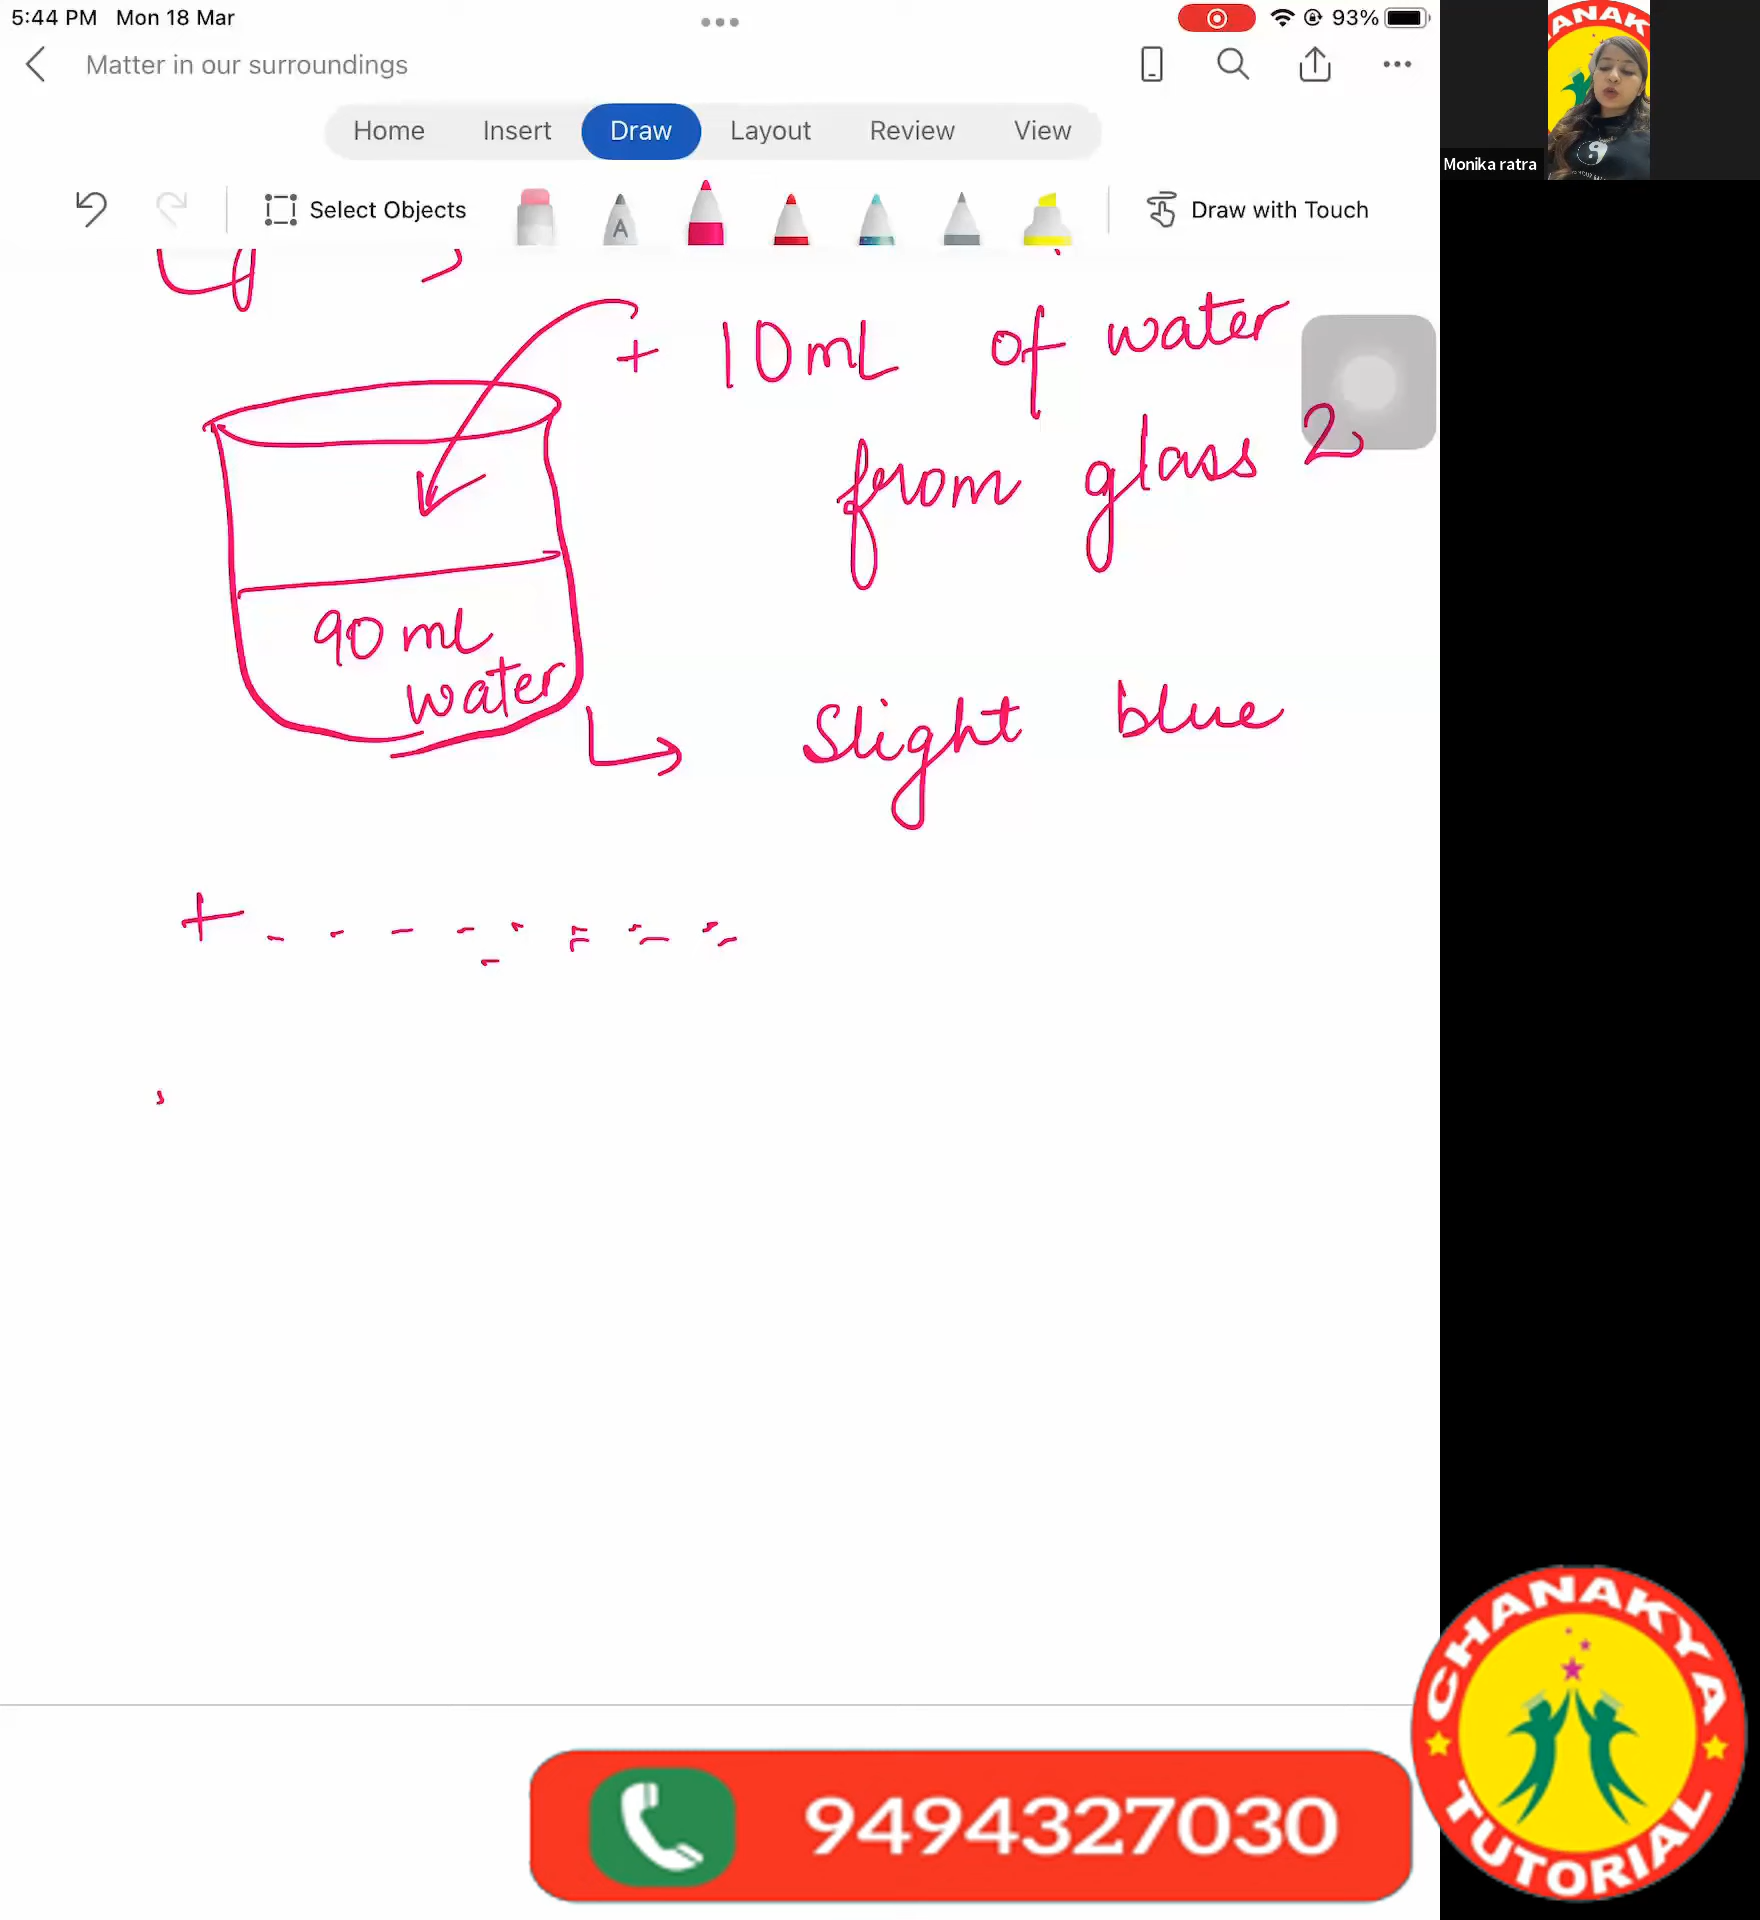 5:44 PM Mon 18 Mar
93%
Matter in our surroundings
Home Insert Draw Layout Review View
Select Objects
A
Draw with Touch
+ 10mL of water
from glass 2
90 ml
water
Slight blue
+ - - - - - = = =
ANAK
Monika ratra
9494327030
CHANAKYA
TUTORIAL